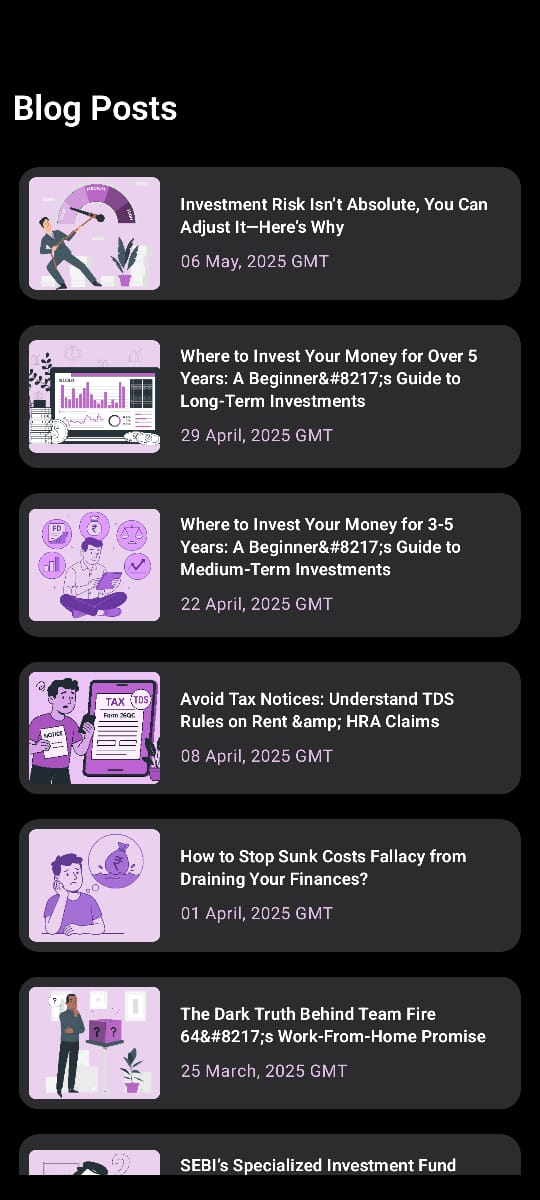 Blog Posts
MEDIUM
Investment Risk Isn’t Absolute, You Can
Adjust It—Here’s Why
06 May, 2025 GMT
Where to Invest Your Money for Over 5
Years: A Beginner&#8217;s Guide to
Long-Term Investments
29 April, 2025 GMT
FD
Where to Invest Your Money for 3-5
Years: A Beginner&#8217;s Guide to
Medium-Term Investments
22 April, 2025 GMT
TAX
TDS
Form 26QC
NOTICE
Avoid Tax Notices: Understand TDS
Rules on Rent &amp; HRA Claims
08 April, 2025 GMT
₹
How to Stop Sunk Costs Fallacy from
Draining Your Finances?
01 April, 2025 GMT
?
? ?
The Dark Truth Behind Team Fire
64&#8217;s Work-From-Home Promise
25 March, 2025 GMT
SEBI’s Specialized Investment Fund